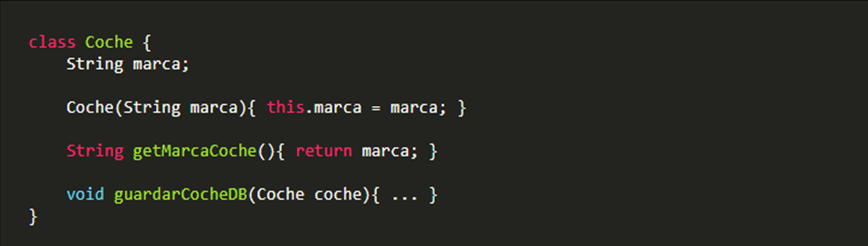 class Coche {
String marca;
Coche(String marca){ this.marca = marca; }
String getMarcaCoche(){ return marca; }
void guardarCocheDB(Coche coche){ ... }
}